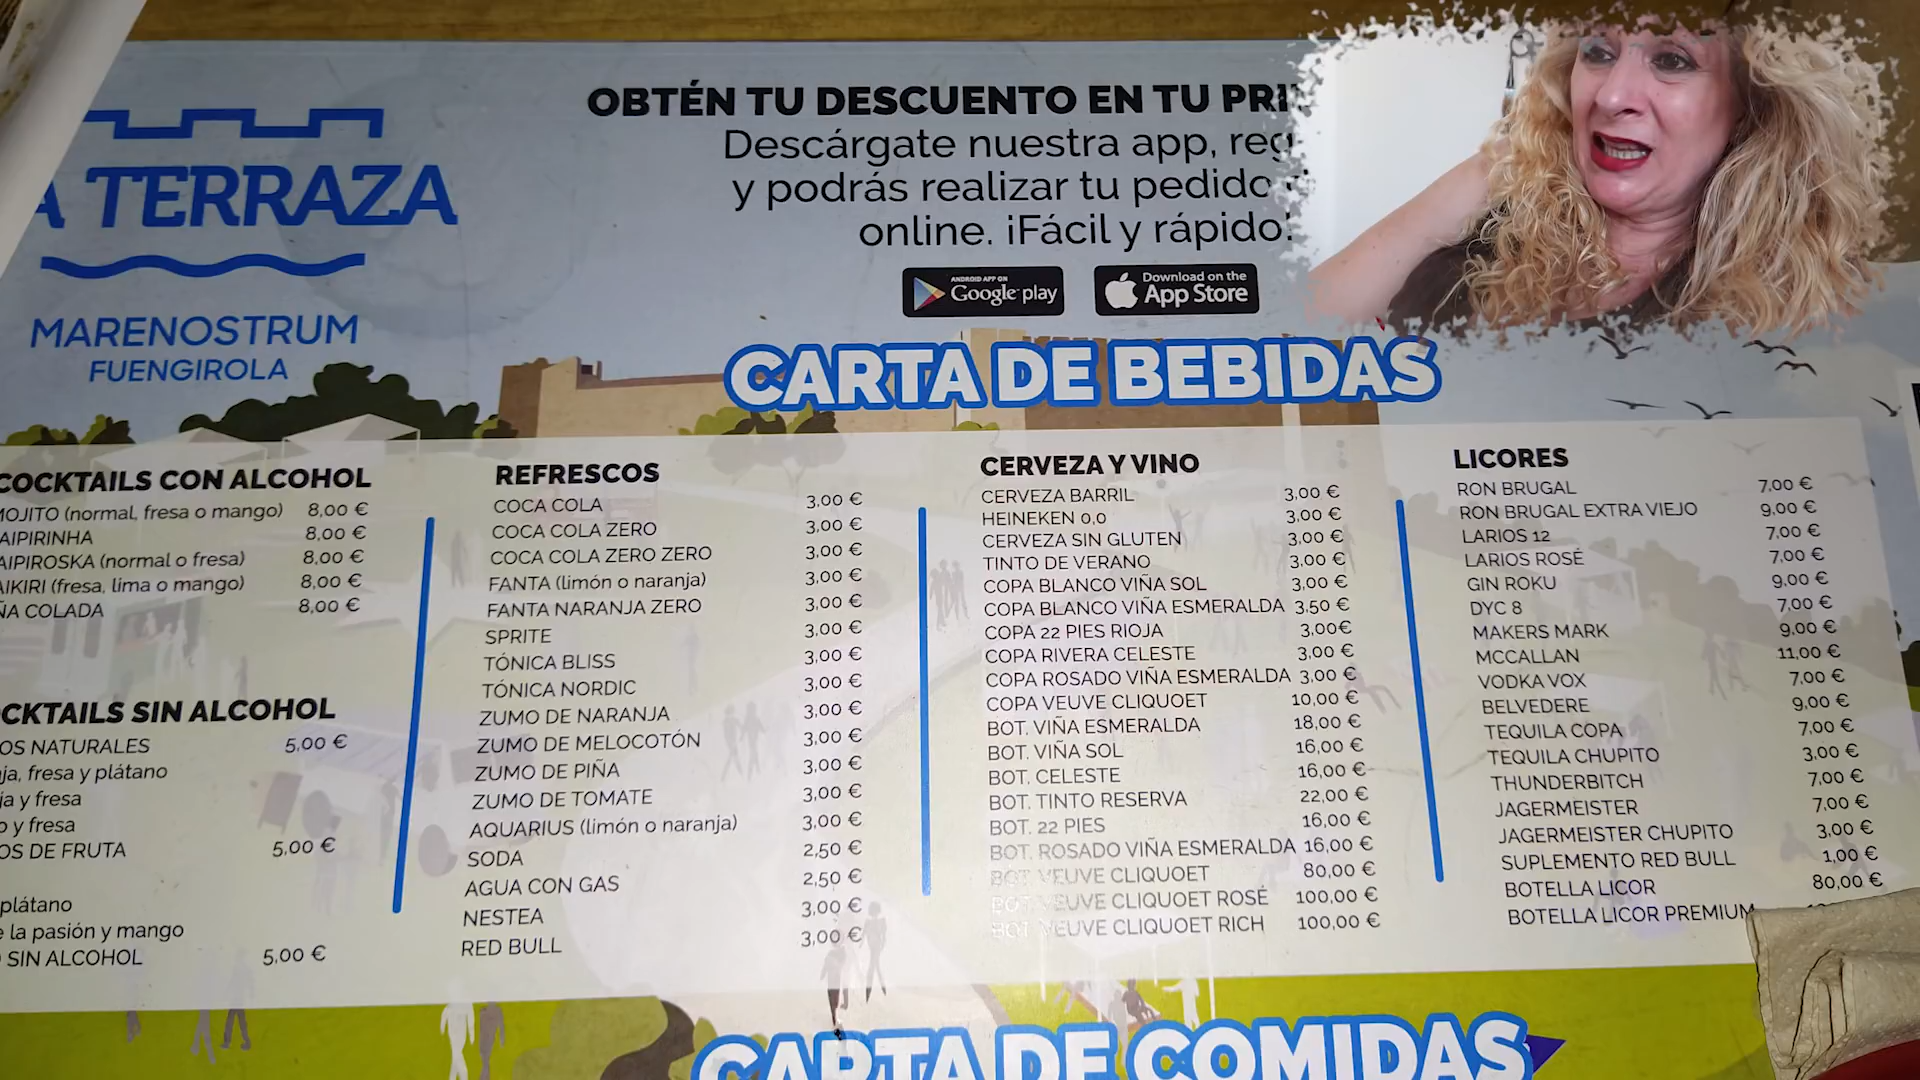 TERRAZA
MARENOSTRUM
FUENGIROLA
OBTÉN TU DESCUENTO EN TU
Descárgate nuestra app,
y podrás realizar tu pedido
online. ¡Fácil y rápido!
ANDROID APP ON
Google play
Download on the
App Store
CARTA DE BEBIDAS
COCKTAILS CON ALCOHOL
MOJITO (normal, fresa o mango) 8,00 €
AIPIRINHA 8,00 €
AIPIROSKA (normal o fresa) 8,00 €
AIKIRI (fresa, lima o mango) 8,00 €
ÑA COLADA 8,00 €
CKTAILS SIN ALCOHOL
OS NATURALES 5,00 €
ja, fresa y plátano
ja y fresa
o y fresa
OS DE FRUTA 5,00 €
plátano
e la pasión y mango
SIN ALCOHOL 5,00 €
REFRESCOS
COCA COLA 3,00 €
COCA COLA ZERO 3,00 €
COCA COLA ZERO ZERO 3,00 €
FANTA (limón o naranja) 3,00 €
FANTA NARANJA ZERO 3,00 €
SPRITE 3,00 €
TÓNICA BLISS 3,00 €
TÓNICA NORDIC 3,00 €
ZUMO DE NARANJA 3,00 €
ZUMO DE MELOCOTÓN 3,00 €
ZUMO DE PIÑA 3,00 €
ZUMO DE TOMATE 3,00 €
AQUARIUS (limón o naranja) 3,00 €
SODA 2,50 €
AGUA CON GAS 2,50 €
NESTEA 3,00 €
RED BULL 3,00 €
CERVEZA Y VINO
CERVEZA BARRIL 3,00 €
HEINEKEN 0,0 3,00 €
CERVEZA SIN GLUTEN 3,00 €
TINTO DE VERANO 3,00 €
COPA BLANCO VIÑA SOL 3,00 €
COPA BLANCO VIÑA ESMERALDA 3,50 €
COPA 22 PIES RIOJA 3,00€
COPA RIVERA CELESTE 3,00 €
COPA ROSADO VIÑA ESMERALDA 3,00 €
COPA VEUVE CLIQUOET 10,00 €
BOT. VIÑA ESMERALDA 18,00 €
BOT. VIÑA SOL 16,00 €
BOT. CELESTE 16,00 €
BOT. TINTO RESERVA 22,00 €
BOT. 22 PIES 16,00 €
BOT. ROSADO VIÑA ESMERALDA 16,00 €
BOT. VEUVE CLIQUOET 80,00 €
BOT. VEUVE CLIQUOET ROSÉ 100,00 €
BOT. VEUVE CLIQUOET RICH 100,00 €
LICORES
RON BRUGAL 7,00 €
RON BRUGAL EXTRA VIEJO 9,00 €
LARIOS 12 7,00 €
LARIOS ROSÉ 7,00 €
GIN ROKU 9,00 €
DYC 8 7,00 €
MAKERS MARK 9,00 €
MCCALLAN 11,00 €
VODKA VOX 7,00 €
BELVEDERE 9,00 €
TEQUILA COPA 7,00 €
TEQUILA CHUPITO 3,00 €
THUNDERBITCH 7,00 €
JAGERMEISTER 7,00 €
JAGERMEISTER CHUPITO 3,00 €
SUPLEMENTO RED BULL 1,00 €
BOTELLA LICOR 80,00 €
BOTELLA LICOR PREMIUM
CARTA DE COMIDAS